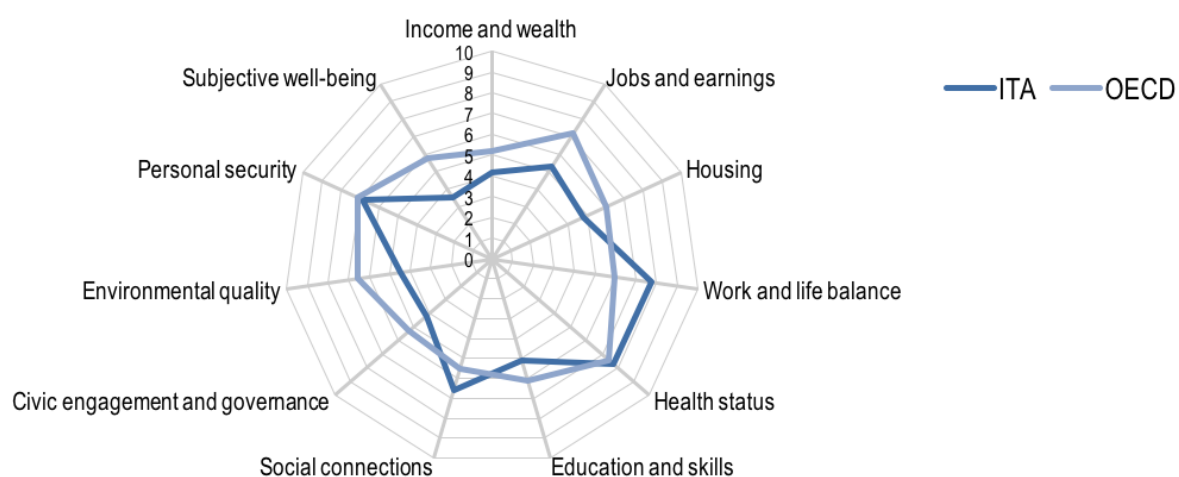 Income and wealth
10
9
8
7
6
5
4
3
2
1
0
Jobs and earnings
Housing
Work and life balance
Health status
Education and skills
Social connections
Civic engagement and governance
Environmental quality
Personal security
Subjective well-being
ITA
OECD